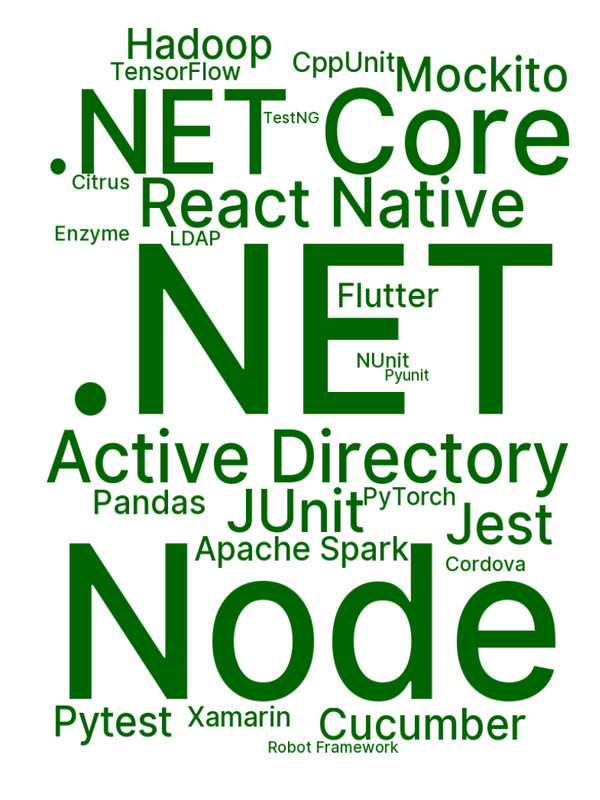 Hadoop
CppUnit
TensorFlow
Mockito
.NET Core
TestNG
Citrus
React Native
Enzyme
LDAP
.NET
Flutter
NUnit
Pyunit
Active Directory
Pandas
JUnit
PyTorch
Jest
Apache Spark
Cordova
Node
Pytest
Xamarin
Cucumber
Robot Framework